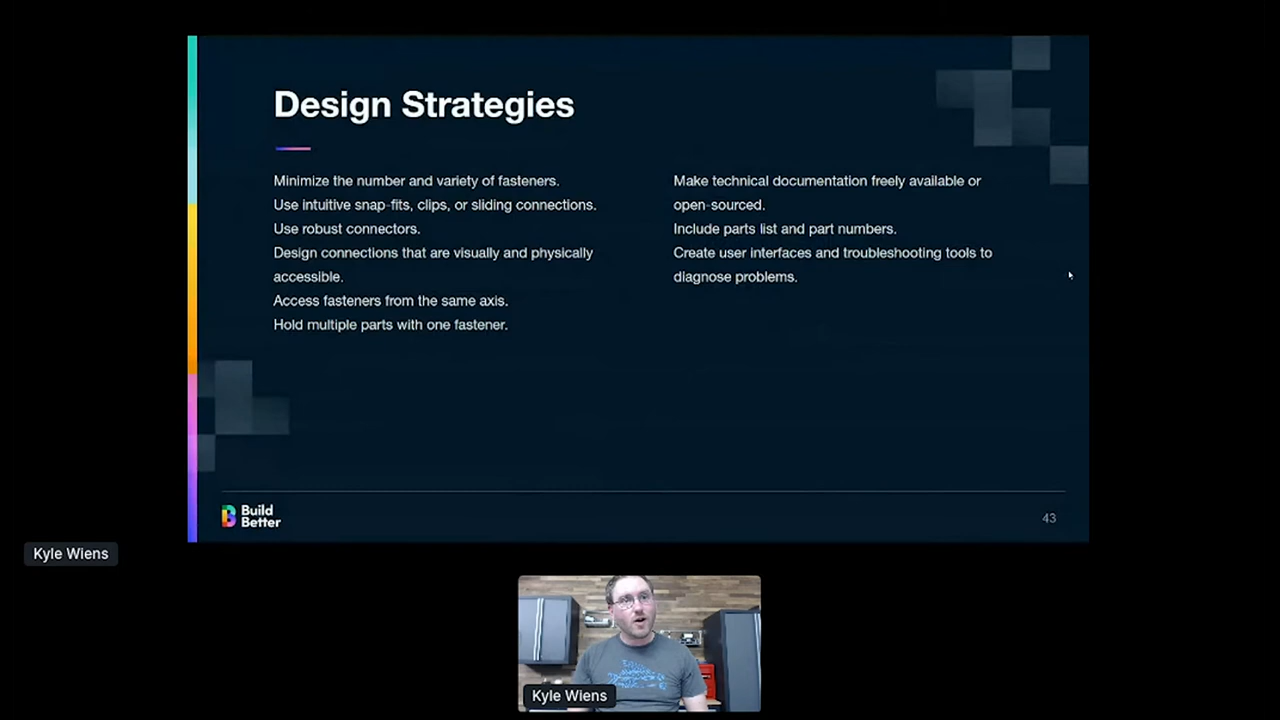 Design Strategies
Minimize the number and variety of fasteners.
Use intuitive snap-fits, clips, or sliding connections.
Use robust connectors.
Design connections that are visually and physically
accessible.
Access fasteners from the same axis.
Hold multiple parts with one fastener.
Make technical documentation freely available or
open-sourced.
Include parts list and part numbers.
Create user interfaces and troubleshooting tools to
diagnose problems.
Build
Better
43
Kyle Wiens
Kyle Wiens